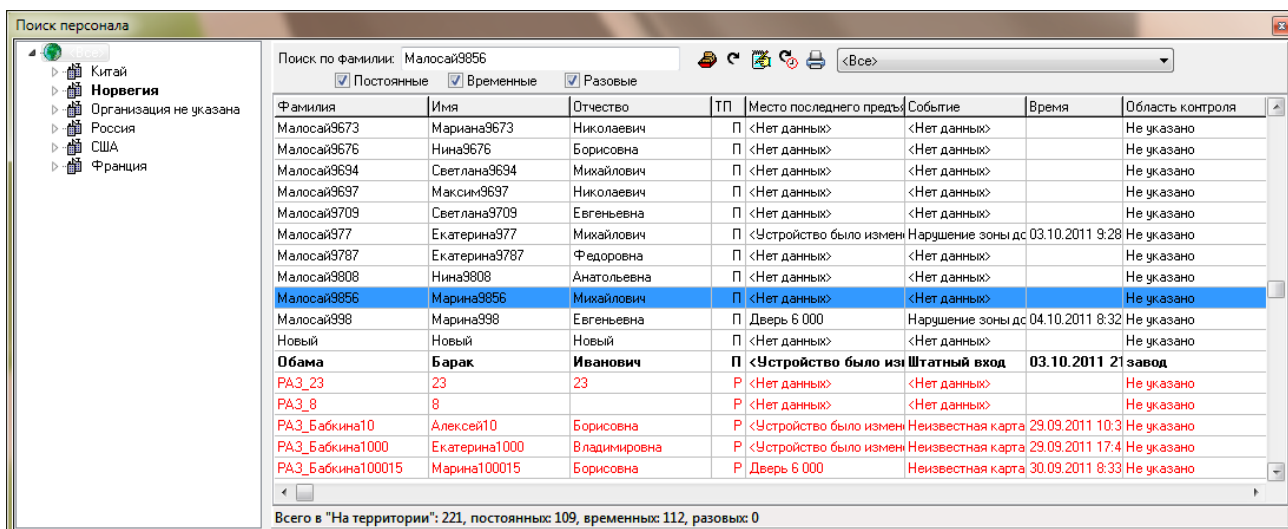 Поиск персонала
<Все>
Китай
Норвегия
Организация не указана
Россия
США
Франция
Поиск по фамилии: Малосай9856 <Все>
Постоянные Временные Разовые
Фамилия Имя Отчество ТП Место последнего предъя Событие Время Область контроля
Малосай9673 Мариана9673 Николаевич П <Нет данных> <Нет данных> Не указано
Малосай9676 Нина9676 Борисовна П <Нет данных> <Нет данных> Не указано
Малосай9694 Светлана9694 Михайлович П <Нет данных> <Нет данных> Не указано
Малосай9697 Максим9697 Николаевич П <Нет данных> <Нет данных> Не указано
Малосай9709 Светлана9709 Евгеньевна П <Нет данных> <Нет данных> Не указано
Малосай977 Екатерина977 Михайлович П <Устройство было измен Нарушение зоны до 03.10.2011 9:28 Не указано
Малосай9787 Екатерина9787 Федоровна П <Нет данных> <Нет данных> Не указано
Малосай9808 Нина9808 Анатольевна П <Нет данных> <Нет данных> Не указано
Малосай9856 Марина9856 Михайлович П <Нет данных> <Нет данных> Не указано
Малосай998 Марина998 Евгеньевна П Дверь 6 000 Нарушение зоны до 04.10.2011 8:32 Не указано
Новый Новый Новый П <Нет данных> <Нет данных> Не указано
Обама Барак Иванович П <Устройство было изм Штатный вход 03.10.2011 21 завод
РАЗ_23 23 23 Р <Нет данных> <Нет данных> Не указано
РАЗ_8 8 Р <Нет данных> <Нет данных> Не указано
РАЗ_Бабкина10 Алексей10 Борисовна Р <Устройство было измен Неизвестная карта 29.09.2011 10:3 Не указано
РАЗ_Бабкина1000 Екатерина1000 Владимировна Р <Устройство было измен Неизвестная карта 29.09.2011 17:4 Не указано
РАЗ_Бабкина100015 Марина100015 Борисовна Р Дверь 6 000 Неизвестная карта 30.09.2011 8:33 Не указано
Всего в "На территории": 221, постоянных: 109, временных: 112, разовых: 0